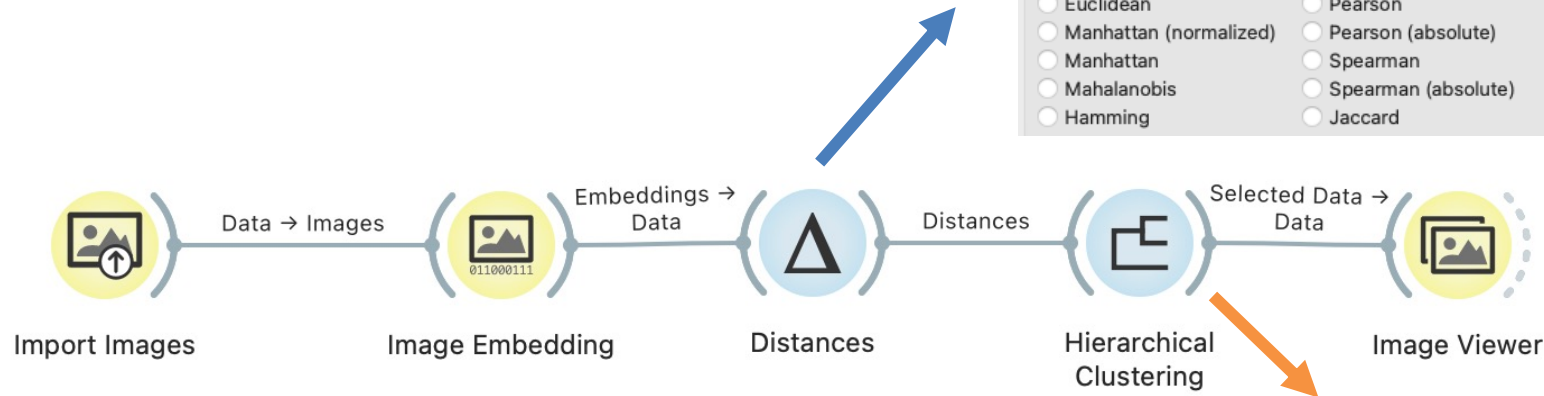 Euclidean
Pearson
Manhattan (normalized)
Pearson (absolute)
Manhattan
Spearman
Mahalanobis
Spearman (absolute)
Hamming
Jaccard
Data → Images
Embeddings →
Data
Distances
Selected Data →
Data
011000111
Import Images
Image Embedding
Distances
Hierarchical
Clustering
Image Viewer